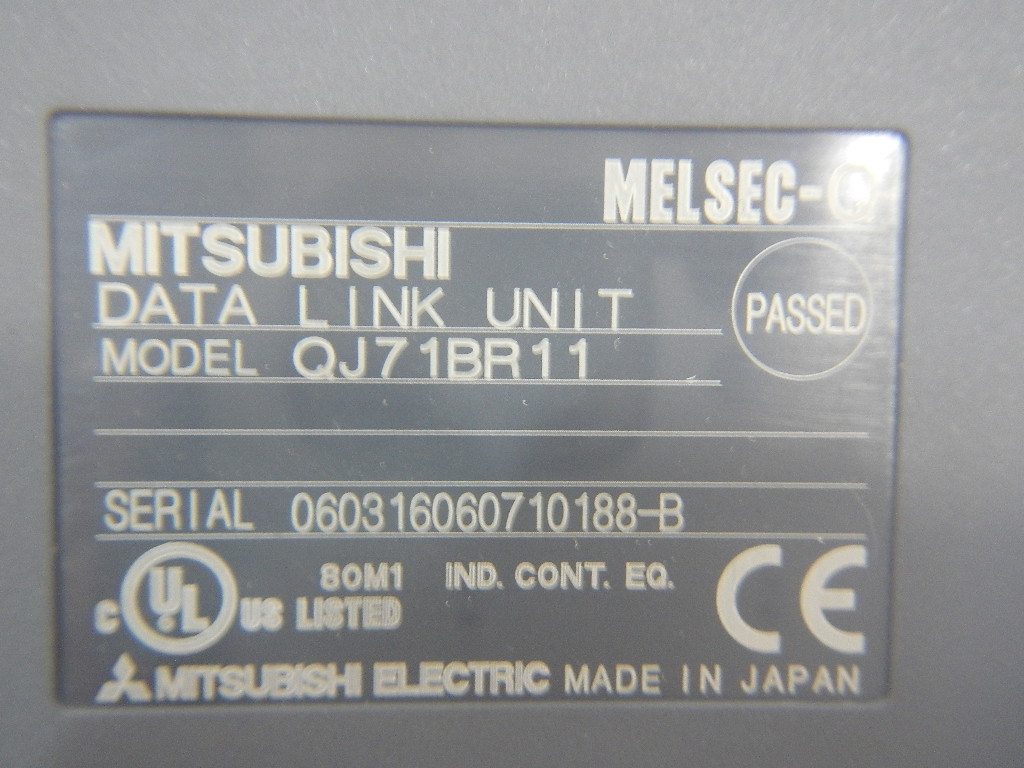 MELSEC-Q
MITSUBISHI
DATA LINK UNIT
PASSED
MODEL QJ71BR11
SERIAL 060316060710188-B
80M1 IND. CONT. EQ.
C UL US LISTED
CE
MITSUBISHI ELECTRIC MADE IN JAPAN